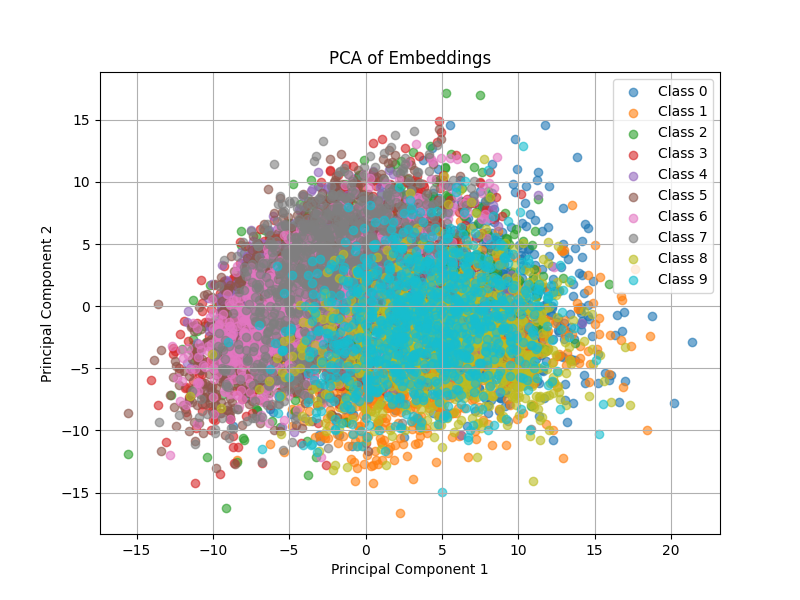 PCA of Embeddings
Class 0
Class 1
Class 2
Class 3
Class 4
Class 5
Class 6
Class 7
Class 8
Class 9
15
10
5
0
−5
−10
−15
Principal Component 2
−15 −10 −5 0 5 10 15 20
Principal Component 1